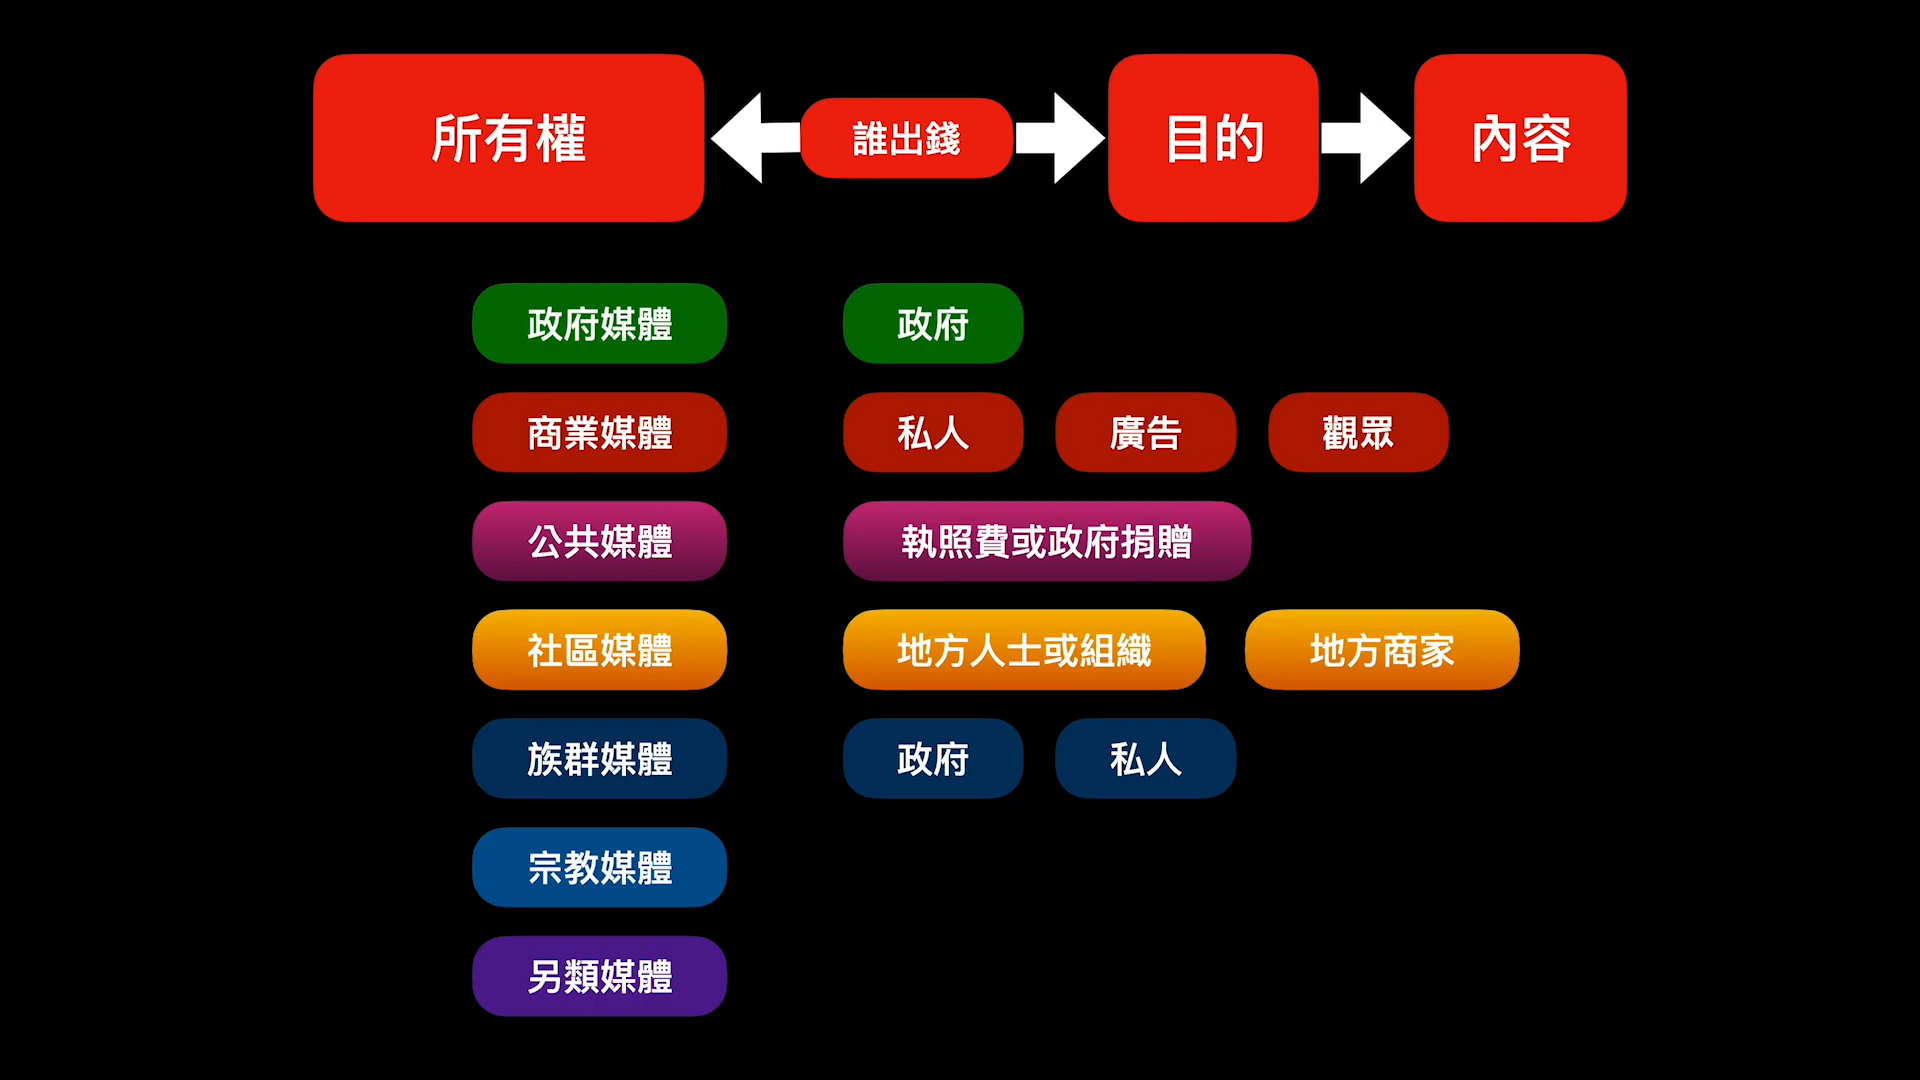 所有權 誰出錢 目的 內容
政府媒體 政府
商業媒體 私人 廣告 觀眾
公共媒體 執照費或政府捐贈
社區媒體 地方人士或組織 地方商家
族群媒體 政府 私人
宗教媒體
另類媒體